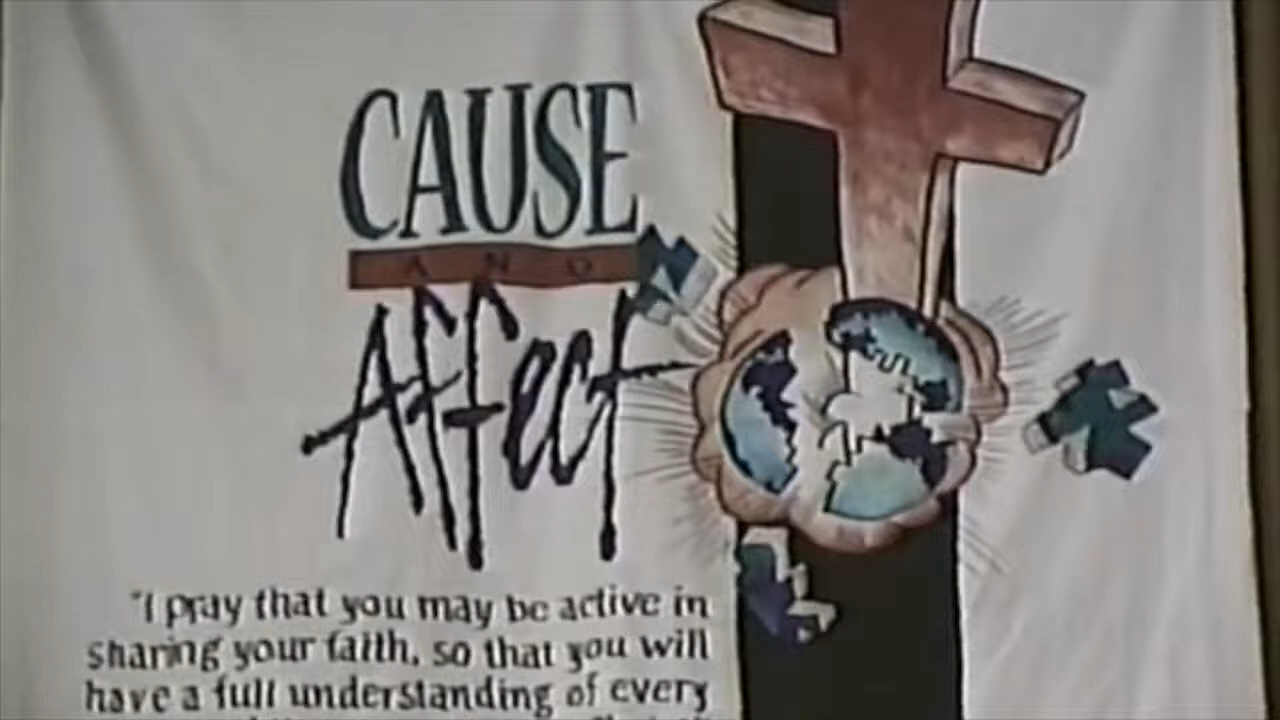 CAUSE
AND
Affect
"I pray that you may be active in
sharing your faith, so that you will
have a full understanding of every